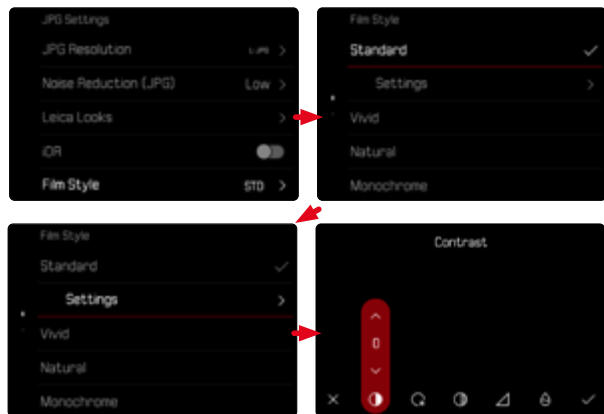 JPG Settings
JPG Resolution L-JPG
Noise Reduction (JPG) Low
Leica Looks
iDR
Film Style STD
Film Style
Standard
Settings
Vivid
Natural
Monochrome
Film Style
Standard
Settings
Vivid
Natural
Monochrome
Contrast
0